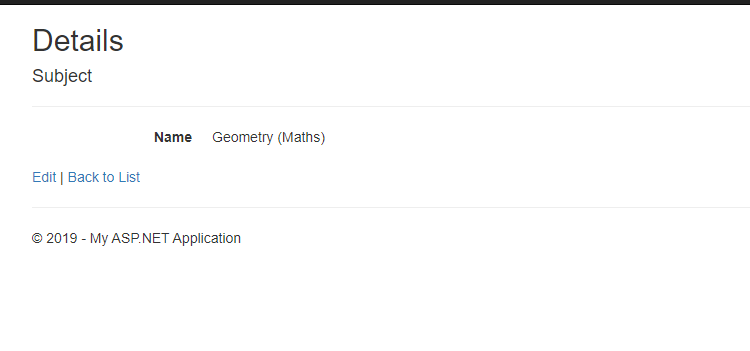 Details
Subject
Name Geometry (Maths)
Edit | Back to List
© 2019 - My ASP.NET Application